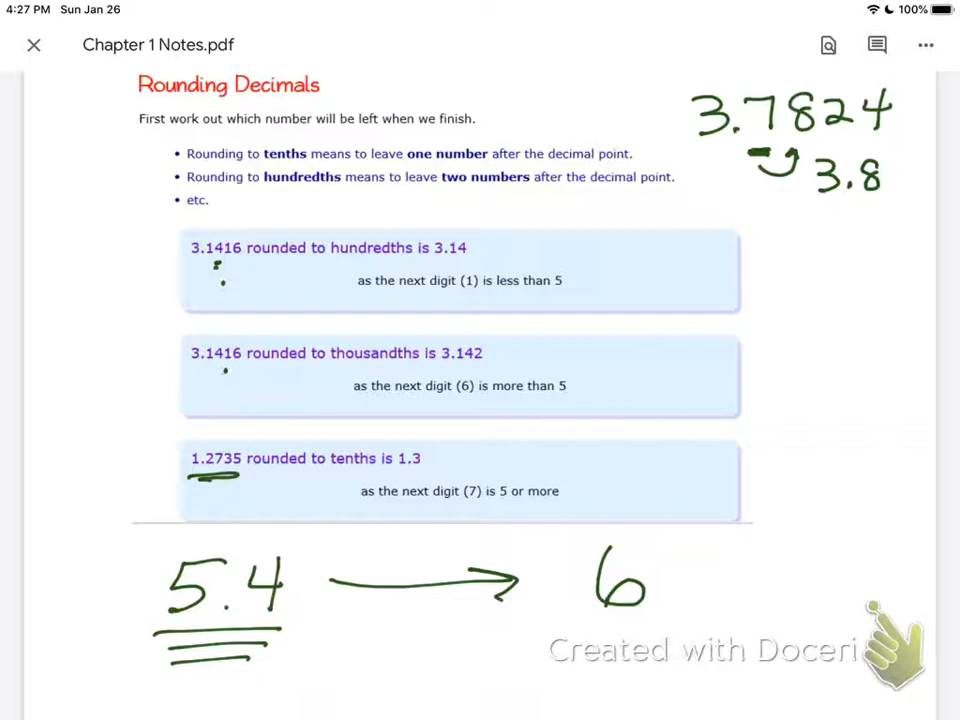 4:27 PM Sun Jan 26 100%
Chapter 1 Notes.pdf
Rounding Decimals
First work out which number will be left when we finish.
• Rounding to tenths means to leave one number after the decimal point.
• Rounding to hundredths means to leave two numbers after the decimal point.
• etc.
3.7824
3.8
3.1416 rounded to hundredths is 3.14
as the next digit (1) is less than 5
3.1416 rounded to thousandths is 3.142
as the next digit (6) is more than 5
1.2735 rounded to tenths is 1.3
as the next digit (7) is 5 or more
5.4 → 6
Created with Doceri